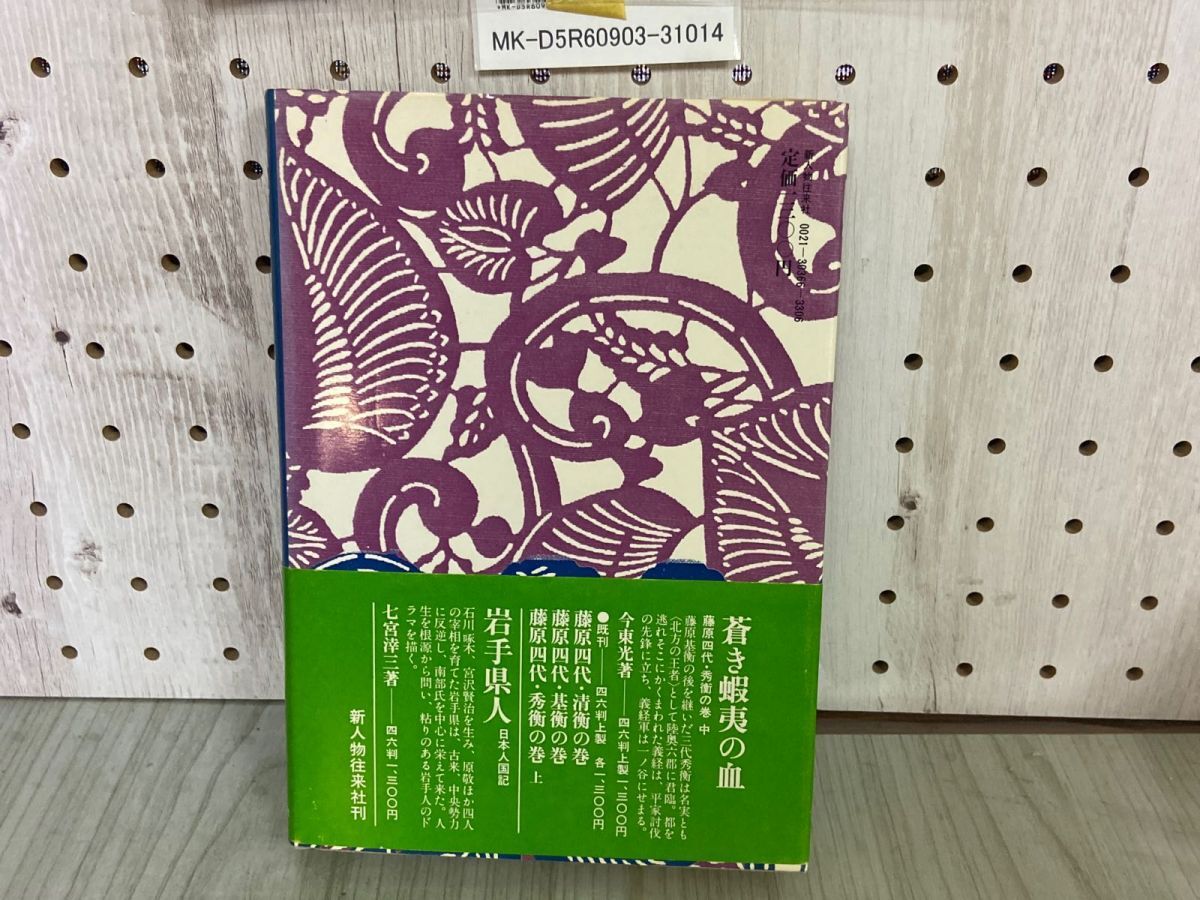 MK-D5R60903-31014
新人物往来社 0021—30366—3306
定価一三〇〇円
蒼き蝦夷の血
藤原四代・秀衡の巻 中
藤原基衡の後を継いだ三代秀衡は名実とも
〈北方の王者〉として陸奥六郡に君臨。都を
逃れそこにかくまわれた義経は、平家討伐
の先鋒に立ち、義経軍は一ノ谷にせまる。
今東光著——四六判上製一、三〇〇円
●既刊——四六判上製 各一、三〇〇円
藤原四代・清衡の巻
藤原四代・基衡の巻
藤原四代・秀衡の巻 上
岩手県人 日本人国記
石川啄木、宮沢賢治を生み、原敬ほか四人
の宰相を育てた岩手県は、古来、中央勢力
に反逆し、南部氏を中心に栄えて来た。人
生を根源から問い、粘りのある岩手人のド
ラマを描く。
七宮涬三著——四六判一、三〇〇円
新人物往来社刊